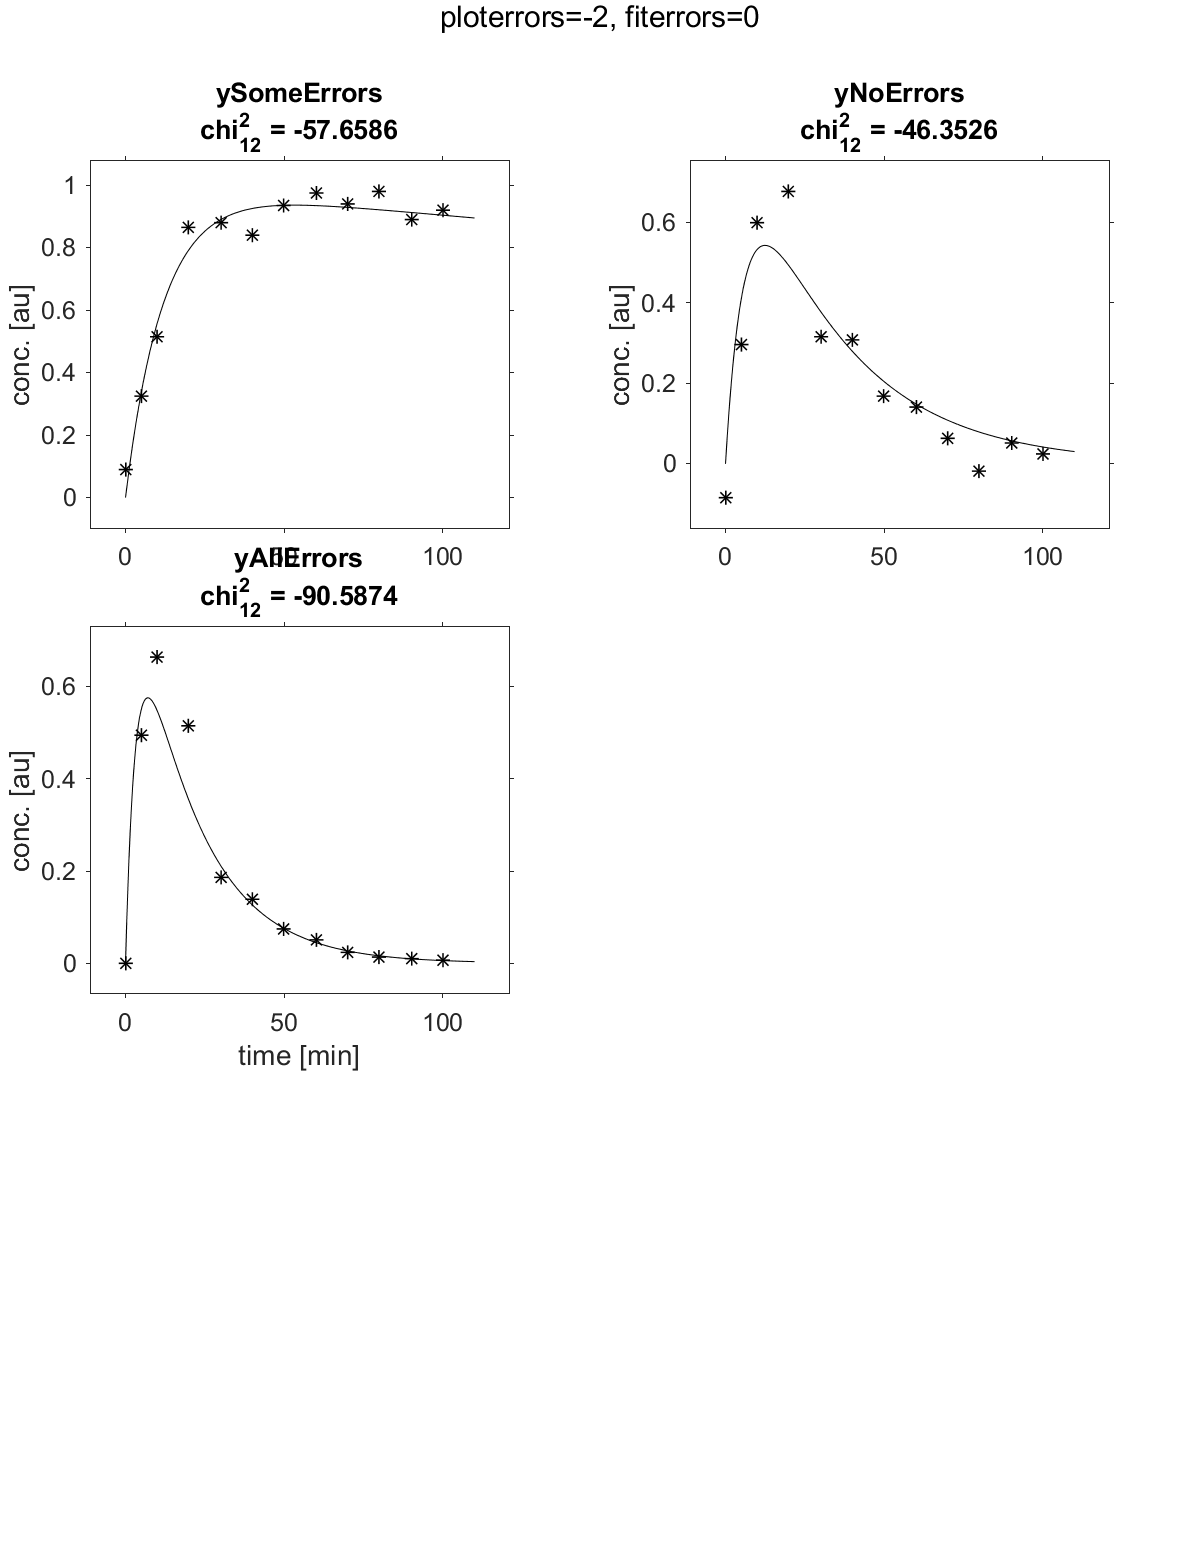 ploterrors=-2, fiterrors=0
ySomeErrors
chi²₁₂ = -57.6586
1
0.8
0.6
0.4
0.2
0
conc. [au]
0 50 100
yNoErrors
chi²₁₂ = -46.3526
0.6
0.4
0.2
0
conc. [au]
0 50 100
yAllErrors
chi²₁₂ = -90.5874
0.6
0.4
0.2
0
conc. [au]
0 50 100
time [min]